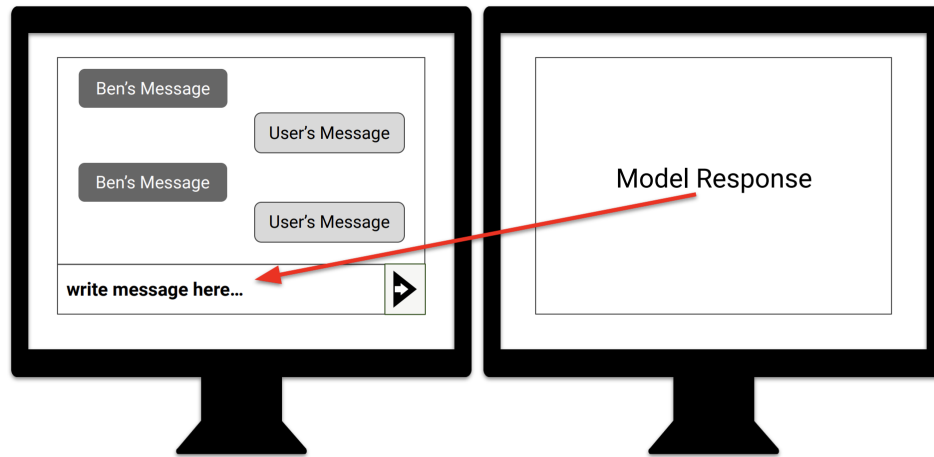 Ben's Message
User's Message
Ben's Message
User's Message
write message here...
Model Response